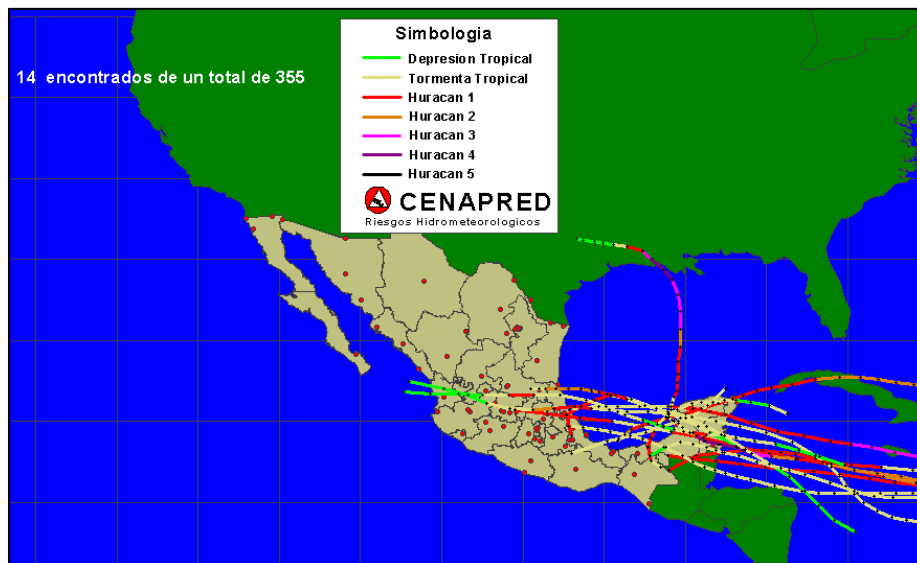 14 encontrados de un total de 355
Simbologia
Depresion Tropical
Tormenta Tropical
Huracan 1
Huracan 2
Huracan 3
Huracan 4
Huracan 5
CENAPRED
Riesgos Hidrometeorologicos